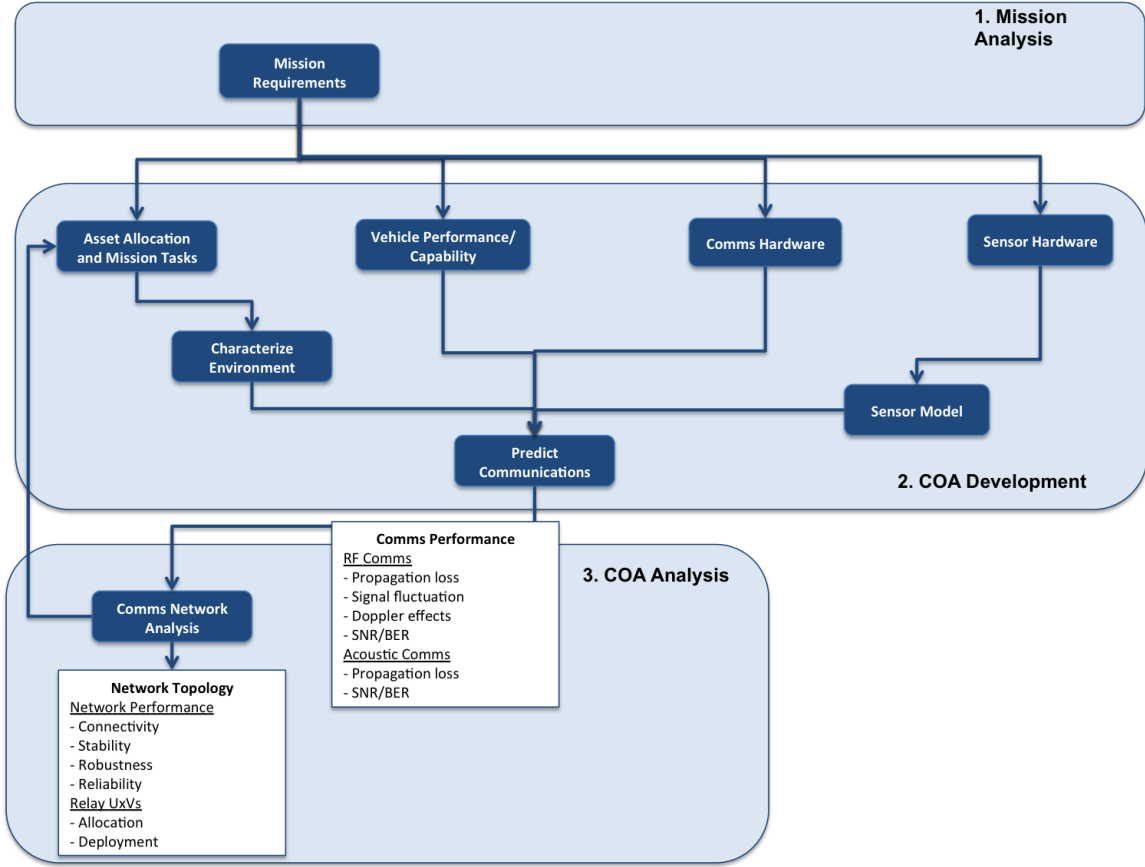 1. Mission
Analysis
Mission
Requirements
Asset Allocation
and Mission Tasks
Vehicle Performance/
Capability
Comms Hardware
Sensor Hardware
Characterize
Environment
Sensor Model
Predict
Communications
2. COA Development
Comms Performance
RF Comms
- Propagation loss
- Signal fluctuation
- Doppler effects
- SNR/BER
Acoustic Comms
- Propagation loss
- SNR/BER
3. COA Analysis
Comms Network
Analysis
Network Topology
Network Performance
- Connectivity
- Stability
- Robustness
- Reliability
Relay UxVs
- Allocation
- Deployment